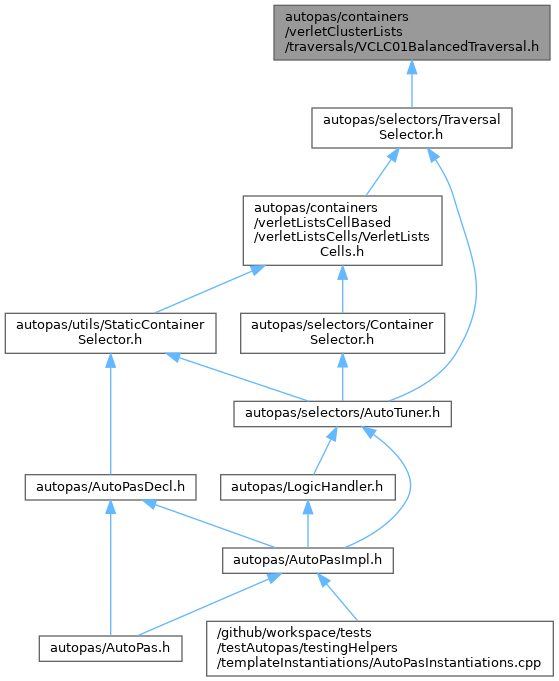 autopas/containers
/verletClusterLists
/traversals/VCLC01BalancedTraversal.h
autopas/selectors/Traversal
Selector.h
autopas/containers
/verletListsCellBased
/verletListsCells/VerletLists
Cells.h
autopas/utils/StaticContainer
Selector.h
autopas/selectors/Container
Selector.h
autopas/selectors/AutoTuner.h
autopas/AutoPasDecl.h
autopas/LogicHandler.h
autopas/AutoPasImpl.h
autopas/AutoPas.h
/github/workspace/tests
/testAutopas/testingHelpers
/templateInstantiations/AutoPasInstantiations.cpp